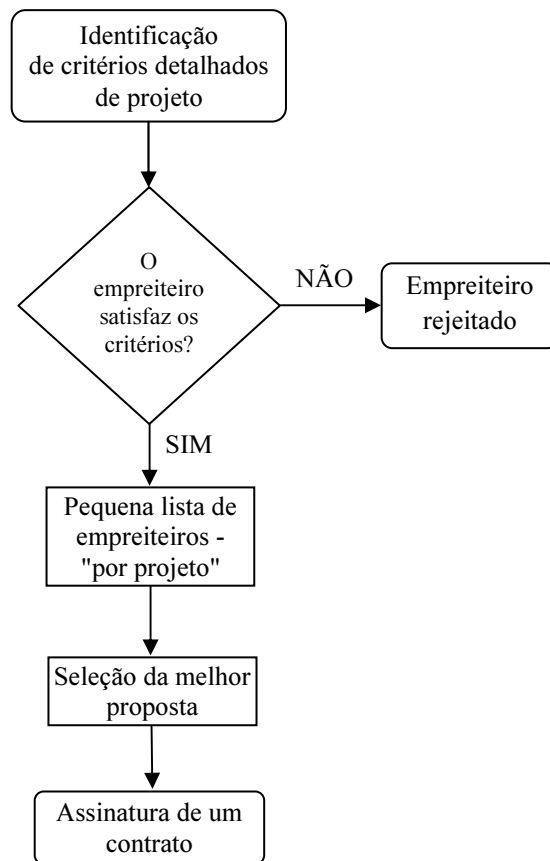 Identificação
de critérios detalhados
de projeto
O
empreiteiro
satisfaz os
critérios?
NÃO
Empreiteiro
rejeitado
SIM
Pequena lista de
empreiteiros -
"por projeto"
Seleção da melhor
proposta
Assinatura de um
contrato